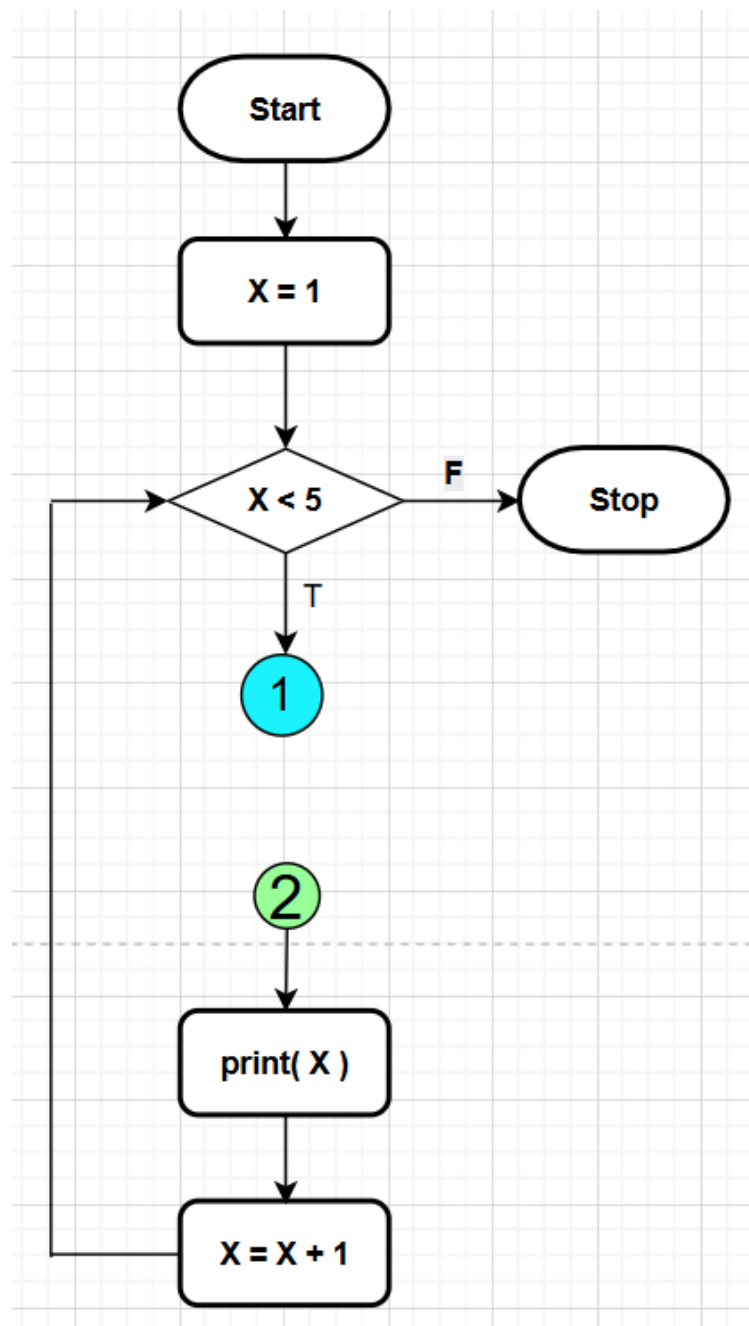 Start
X = 1
X < 5
F
Stop
T
1
2
print( X )
X = X + 1